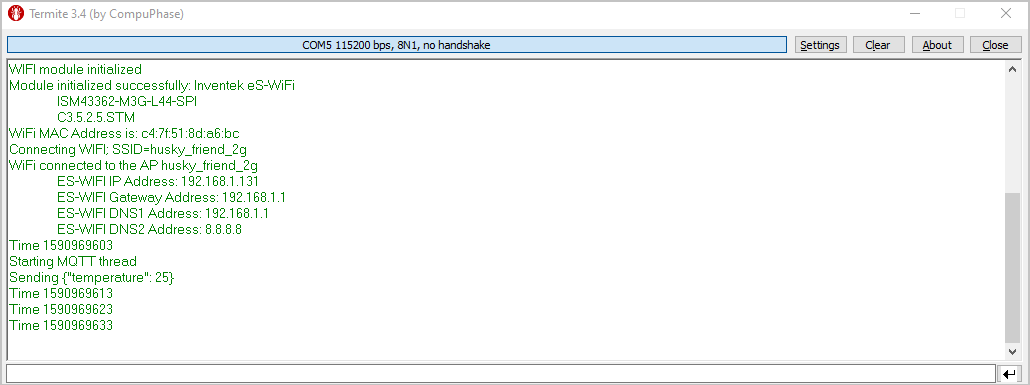 Termite 3.4 (by CompuPhase)
COM5 115200 bps, 8N1, no handshake
Settings
Clear
About
Close
WIFI module initialized
Module initialized successfully: Inventek eS-WiFi
ISM43362-M3G-L44-SPI
C3.5.2.5.STM
WiFi MAC Address is: c4:7f:51:8d:a6:bc
Connecting WIFI; SSID=husky_friend_2g
WiFi connected to the AP husky_friend_2g
ES-WIFI IP Address: 192.168.1.131
ES-WIFI Gateway Address: 192.168.1.1
ES-WIFI DNS1 Address: 192.168.1.1
ES-WIFI DNS2 Address: 8.8.8.8
Time 1590969603
Starting MQTT thread
Sending {"temperature": 25}
Time 1590969613
Time 1590969623
Time 1590969633